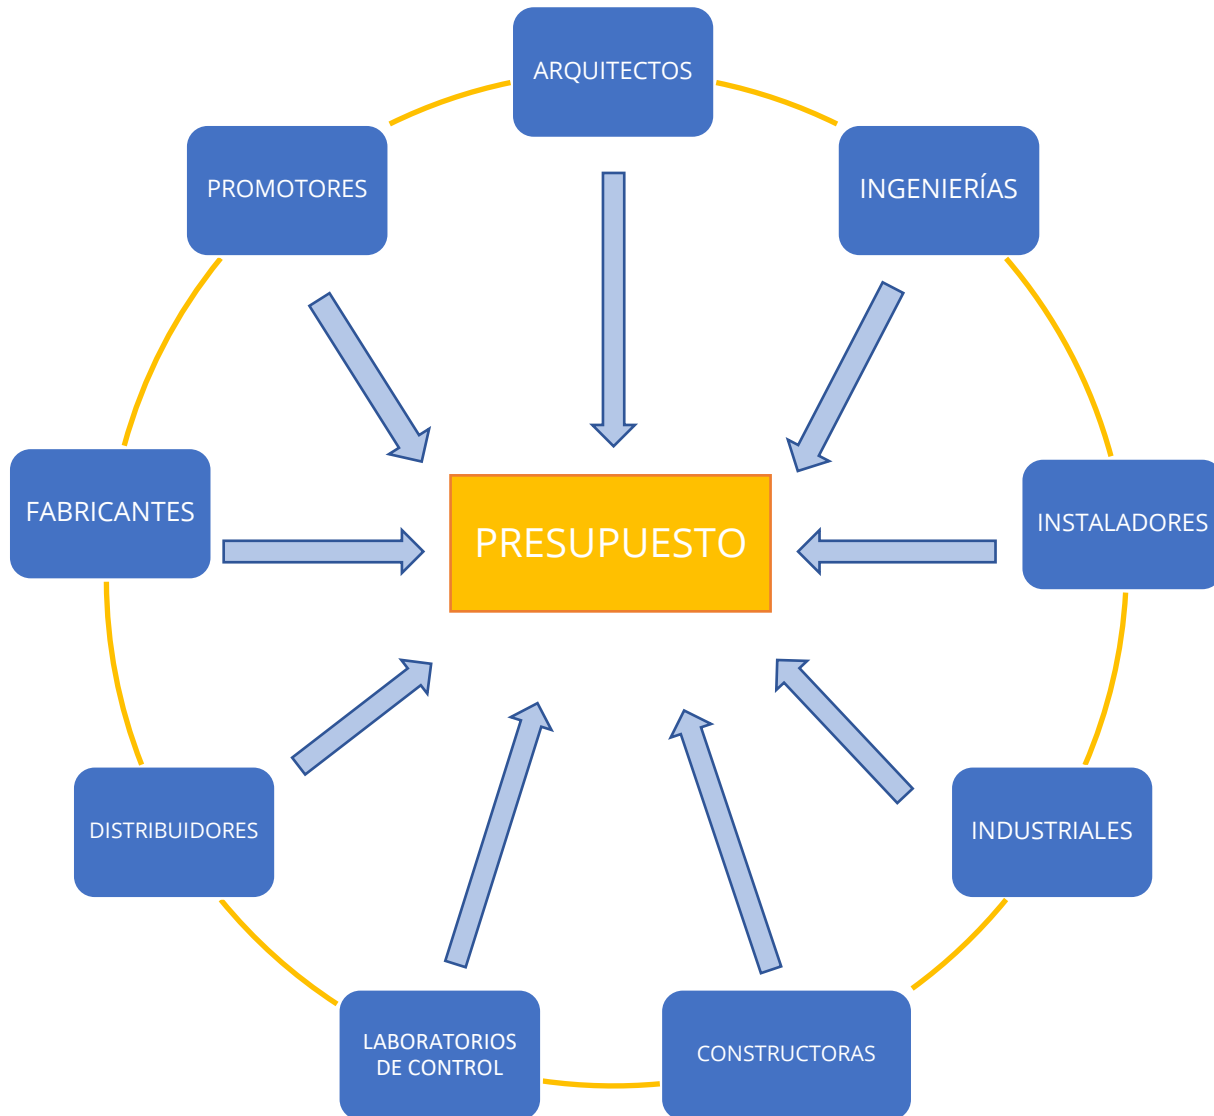 ARQUITECTOS
PROMOTORES
INGENIERÍAS
FABRICANTES
INSTALADORES
PRESUPUESTO
DISTRIBUIDORES
INDUSTRIALES
LABORATORIOS
DE CONTROL
CONSTRUCTORAS